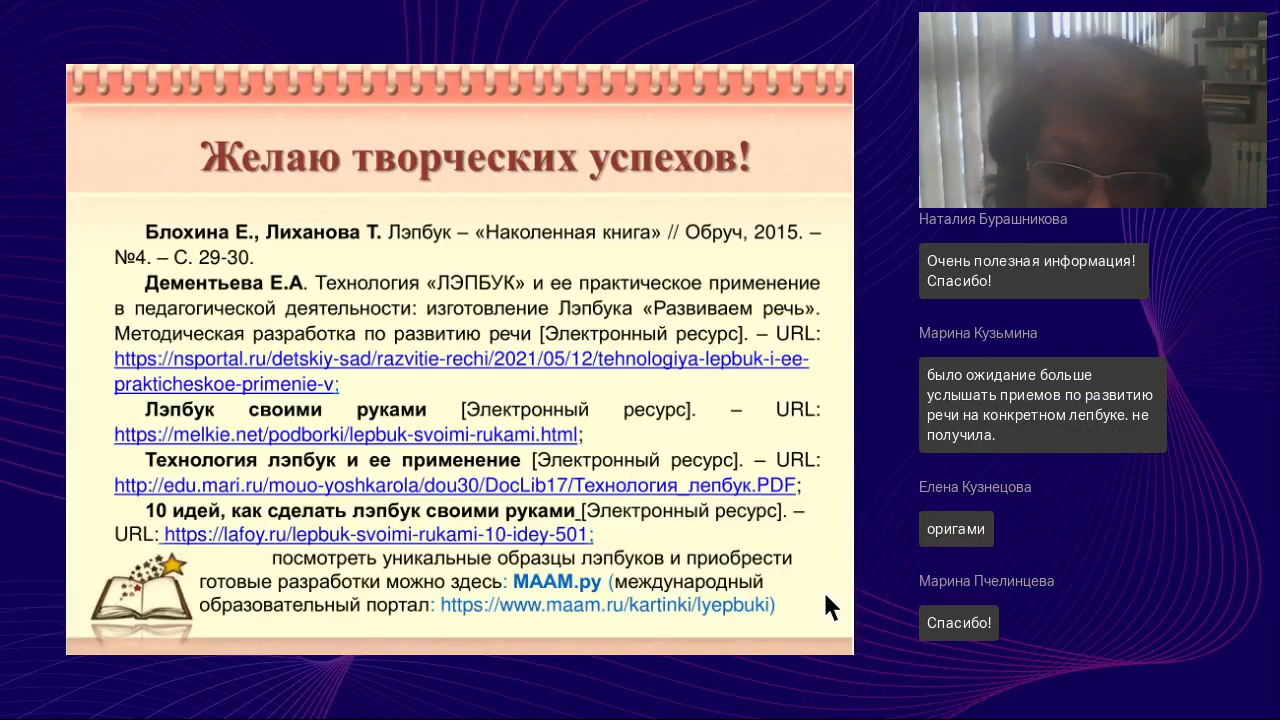 Желаю творческих успехов!
Блохина Е., Лиханова Т. Лэпбук – «Наколенная книга» // Обруч, 2015. –
№4. – С. 29-30.
Дементьева Е.А. Технология «ЛЭПБУК» и ее практическое применение
в педагогической деятельности: изготовление Лэпбука «Развиваем речь».
Методическая разработка по развитию речи [Электронный ресурс]. – URL:
https://nsportal.ru/detskiy-sad/razvitie-rechi/2021/05/12/tehnologiya-lepbuk-i-ee-
prakticheskoe-primenie-v;
Лэпбук своими руками [Электронный ресурс]. – URL:
https://melkie.net/podborki/lepbuk-svoimi-rukami.html;
Технология лэпбук и ее применение [Электронный ресурс]. – URL:
http://edu.mari.ru/mouo-yoshkarola/dou30/DocLib17/Технология_лепбук.PDF;
10 идей, как сделать лэпбук своими руками [Электронный ресурс]. –
URL: https://lafoy.ru/lepbuk-svoimi-rukami-10-idey-501;
посмотреть уникальные образцы лэпбуков и приобрести
готовые разработки можно здесь: МААМ.ру (международный
образовательный портал: https://www.maam.ru/kartinki/lyepbuki)
Наталия Бурашникова
Очень полезная информация!
Спасибо!
Марина Кузьмина
было ожидание больше
услышать приемов по развитию
речи на конкретном лепбуке. не
получила.
Елена Кузнецова
оригами
Марина Пчелинцева
Спасибо!